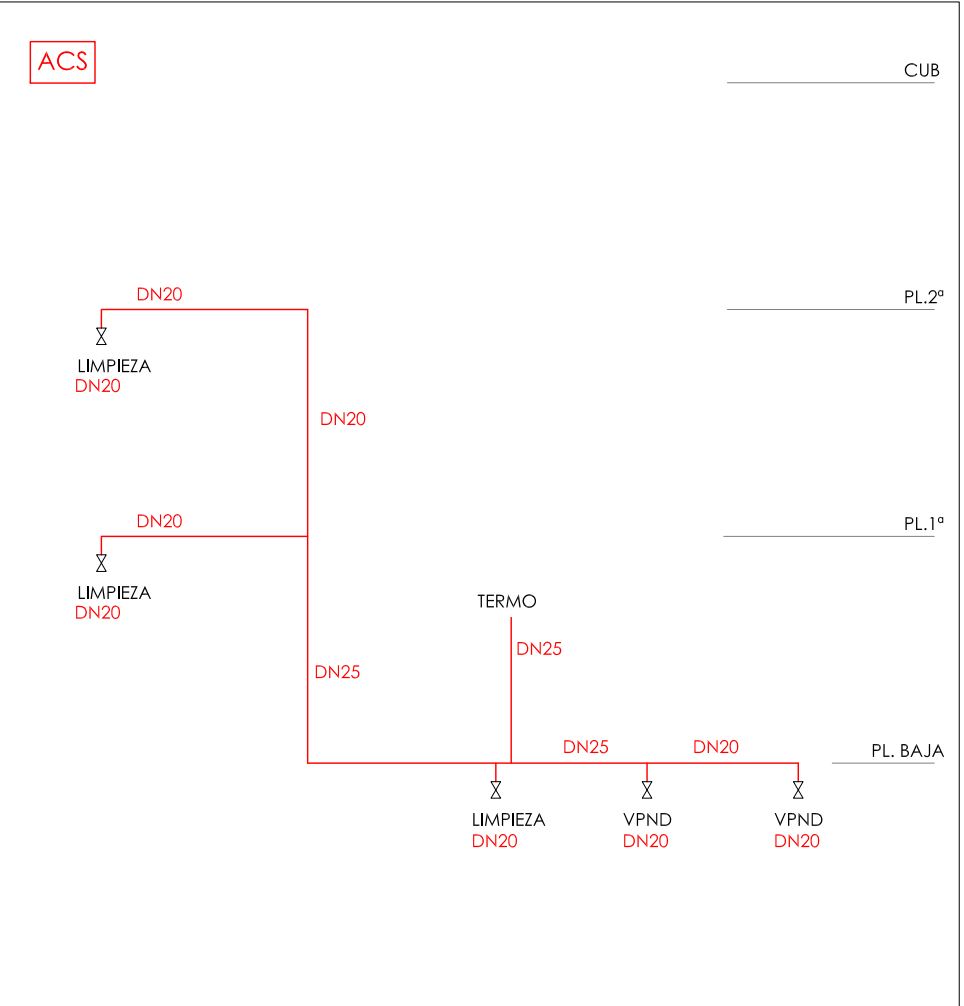 ACS
CUB
DN20
PL.2ª
LIMPIEZA
DN20
DN20
DN20
PL.1ª
LIMPIEZA
DN20
TERMO
DN25
DN25
DN25
DN20
PL. BAJA
LIMPIEZA
DN20
VPND
DN20
VPND
DN20